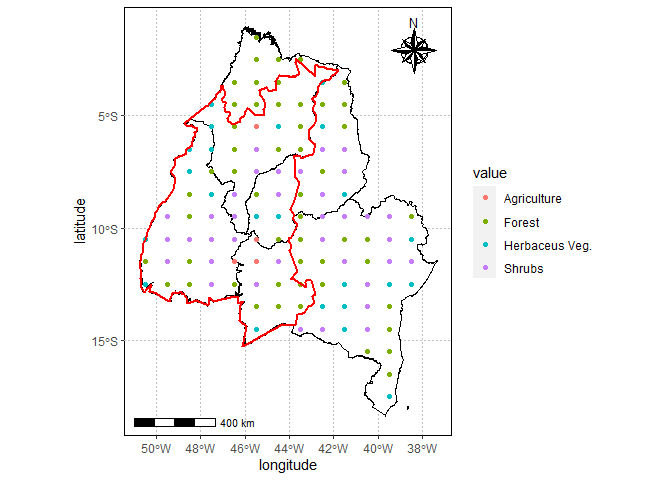 N
5°S
10°S
15°S
latitude
400 km
50°W
48°W
46°W
44°W
42°W
40°W
38°W
longitude
value
Agriculture
Forest
Herbaceus Veg.
Shrubs